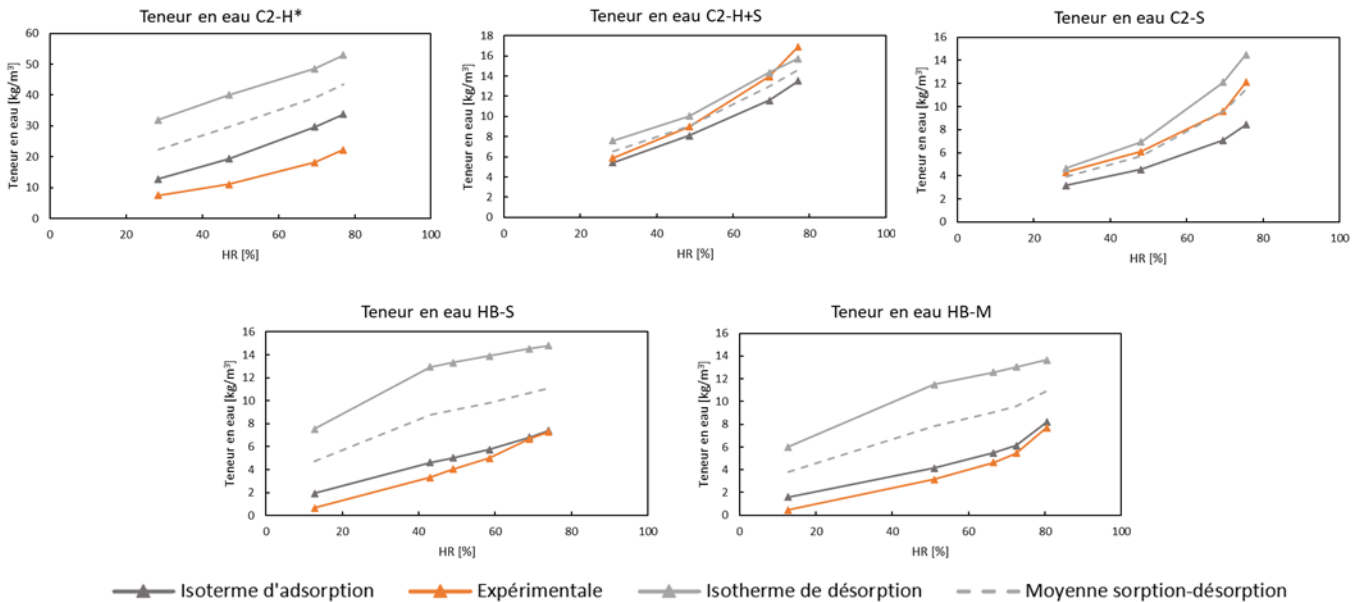 Teneur en eau C2-H*
Teneur en eau [kg/m³]
60
50
40
30
20
10
0
0 20 40 60 80 100
HR [%]
Teneur en eau C2-H+S
Teneur en eau [kg/m³]
18
16
14
12
10
8
6
4
2
0
0 20 40 60 80 100
HR [%]
Teneur en eau C2-S
Teneur en eau [kg/m³]
16
14
12
10
8
6
4
2
0
0 20 40 60 80 100
HR [%]
Teneur en eau HB-S
Teneur en eau [kg/m³]
16
14
12
10
8
6
4
2
0
0 20 40 60 80 100
HR [%]
Teneur en eau HB-M
Teneur en eau [kg/m³]
16
14
12
10
8
6
4
2
0
0 20 40 60 80 100
HR [%]
Isoterme d'adsorption Expérimentale Isotherme de désorption Moyenne sorption-désorption